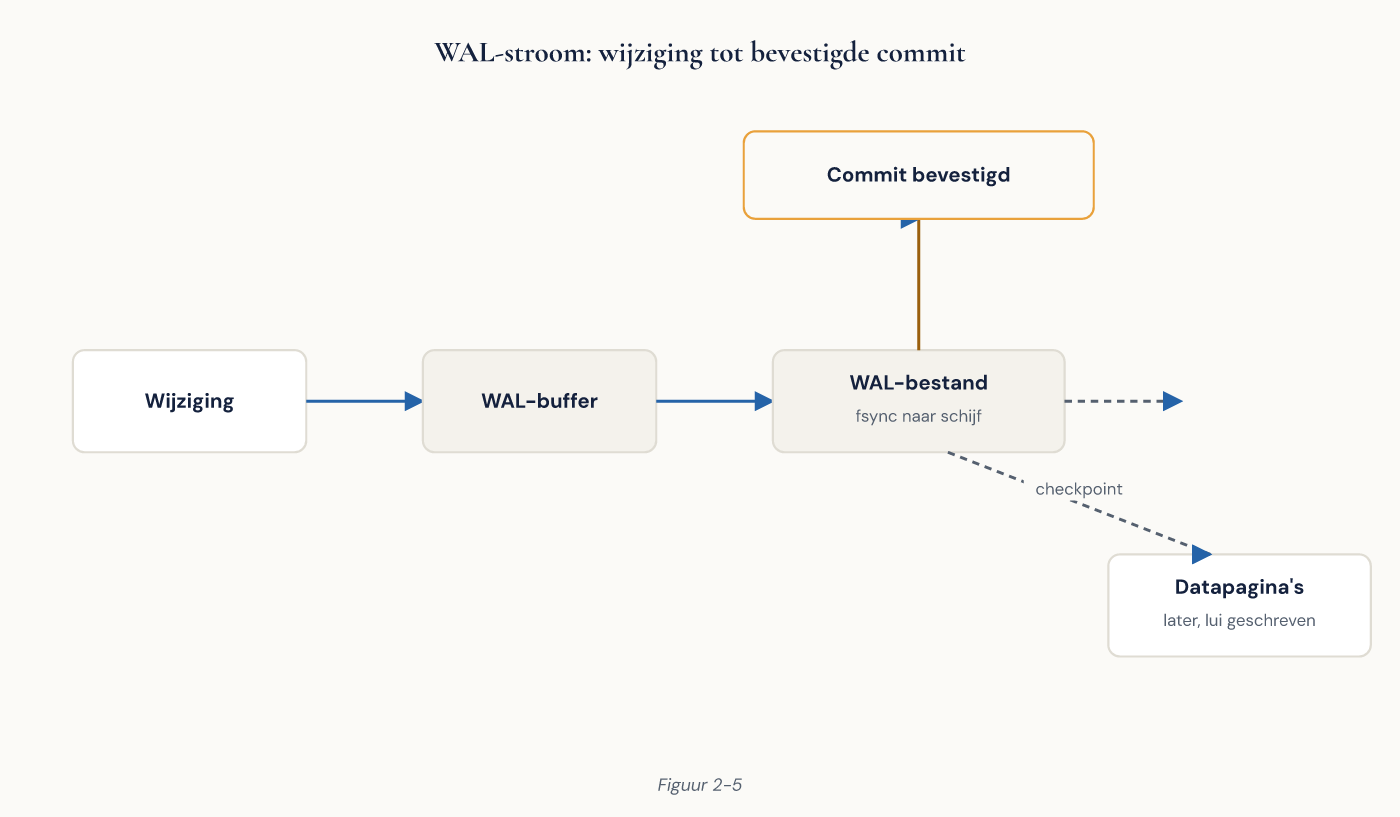 WAL-stroom: wijziging tot bevestigde commit
Commit bevestigd
Wijziging
WAL-buffer
WAL-bestand
fsync naar schijf
checkpoint
Datapagina's
later, lui geschreven
Figuur 2-5